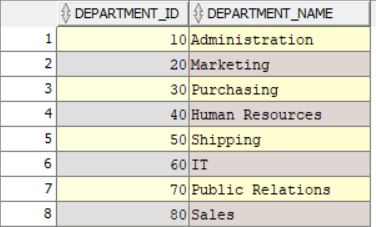 DEPARTMENT_ID DEPARTMENT_NAME
1 10 Administration
2 20 Marketing
3 30 Purchasing
4 40 Human Resources
5 50 Shipping
6 60 IT
7 70 Public Relations
8 80 Sales